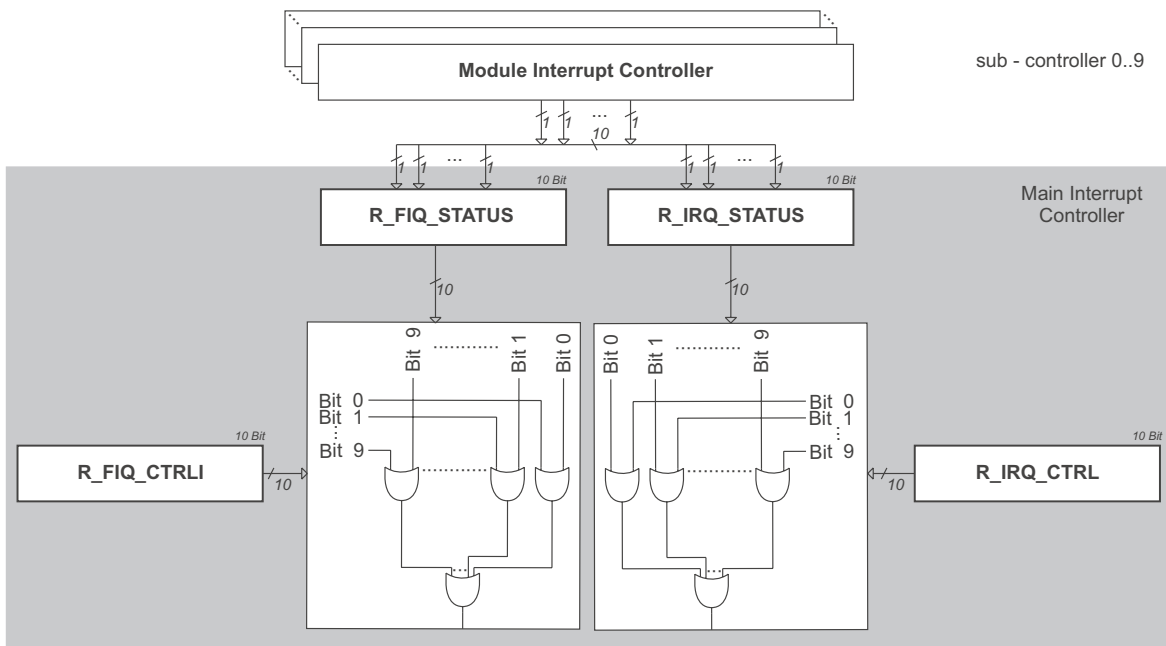 Module Interrupt Controller
sub - controller 0..9
1 1 ... 1
10
1 1 ... 1
1 1 ... 1
10 Bit
10 Bit
R_FIQ_STATUS
R_IRQ_STATUS
Main Interrupt
Controller
10
10
Bit 9 .......... Bit 1 Bit 0
Bit 0 Bit 1 .......... Bit 9
Bit 0
Bit 1
Bit 9
Bit 0
Bit 1
Bit 9
10 Bit
R_FIQ_CTRLI
10
10 Bit
R_IRQ_CTRL
10